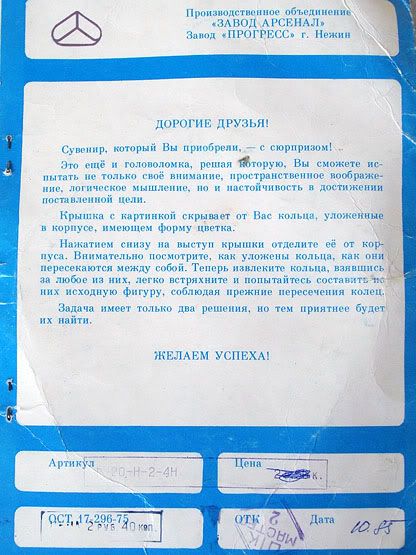 Производственное объединение
«ЗАВОД АРСЕНАЛ»
Завод «ПРОГРЕСС» г. Нежин
ДОРОГИЕ ДРУЗЬЯ!
Сувенир, который Вы приобрели, — с сюрпризом!
Это ещё и головоломка, решая которую, Вы сможете ис-
пытать не только своё внимание, пространственное воображе-
ние, логическое мышление, но и настойчивость в достижении
поставленной цели.
Крышка с картинкой скрывает от Вас кольца, уложенные
в корпусе, имеющем форму цветка.
Нажатием снизу на выступ крышки отделите её от кор-
пуса. Внимательно посмотрите, как уложены кольца, как они
пересекаются между собой. Теперь извлеките кольца, взявшись
за любое из них, легко встряхните и попытайтесь составить из
них исходную фигуру, соблюдая прежние пересечения колец.
Задача имеет только два решения, но тем приятнее будет
их найти.
ЖЕЛАЕМ УСПЕХА!
Артикул
20-Н-2-4Н
Цена
к.
ОСТ 17-296-75
2 РУБ 40 коп.
ОТК
Дата
10.85